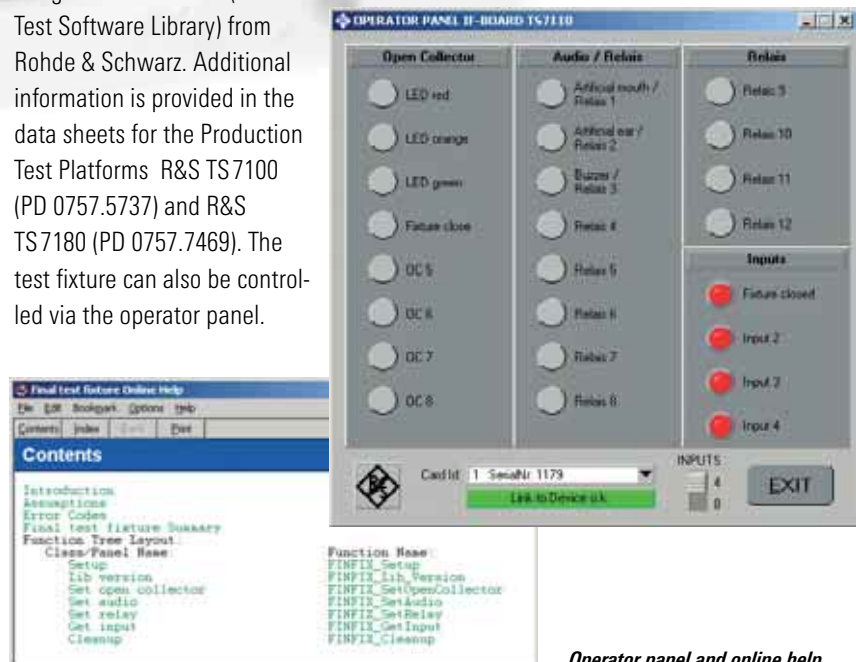 Test Software Library) from
Rohde & Schwarz. Additional
information is provided in the
data sheets for the Production
Test Platforms R&S TS7100
(PD 0757.5737) and R&S
TS7180 (PD 0757.7469). The
test fixture can also be control-
led via the operator panel.
OPERATOR PANEL IF-BOARD TS7110
Open Collector
LED red
LED orange
LED green
Fixture close
OC 5
OC 6
OC 7
OC 8
Audio / Relais
Artificial mouth /
Relais 1
Artificial ear /
Relais 2
Buzzer /
Relais 3
Relais 4
Relais 5
Relais 6
Relais 7
Relais 8
Relais
Relais 9
Relais 10
Relais 11
Relais 12
Inputs
Fixture closed
Input 2
Input 3
Input 4
Card Id 1 SerialNr 1179
Link to Device o.k.
INPUTS
4
0
EXIT
R&S
Final test fixture Online Help
File Edit Bookmark Options Help
Contents Index Print
Contents
Introduction
Assumptions
Error Codes
Final test fixture Summary
Function Tree Layout:
Class/Panel Name: Function Name:
Setup FINFIX_Setup
Lib version FINFIX_Lib_Version
Set open collector FINFIX_SetOpenCollector
Set audio FINFIX_SetAudio
Set relay FINFIX_SetRelay
Get input FINFIX_GetInput
Cleanup FINFIX_Cleanup
Operator panel and online help